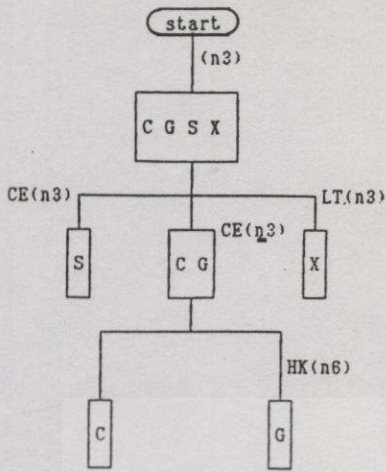 start
(n3)
C G S X
CE(n3)
LT.(n3)
CE(n3)
S
C G
X
HK(n6)
C
G